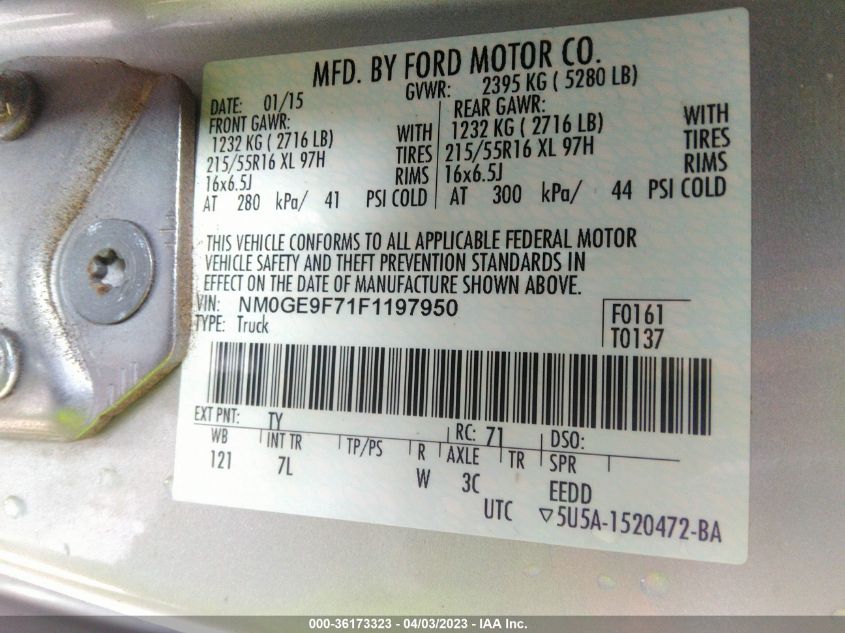 MFD. BY FORD MOTOR CO.
DATE: 01/15 GVWR: 2395 KG ( 5280 LB)
FRONT GAWR: REAR GAWR:
1232 KG ( 2716 LB) WITH 1232 KG ( 2716 LB) WITH
215/55R16 XL 97H TIRES 215/55R16 XL 97H TIRES
16x6.5J RIMS 16x6.5J RIMS
AT 280 kPa/ 41 PSI COLD AT 300 kPa/ 44 PSI COLD
THIS VEHICLE CONFORMS TO ALL APPLICABLE FEDERAL MOTOR
VEHICLE SAFETY AND THEFT PREVENTION STANDARDS IN
EFFECT ON THE DATE OF MANUFACTURE SHOWN ABOVE.
VIN: NM0GE9F71F1197950 F0161
TYPE: Truck T0137
EXT PNT: TY RC: 71 DSO:
WB INT TR TP/PS R AXLE TR SPR
121 7L W 3C EEDD
UTC ▽5U5A-1520472-BA
000-36173323 - 04/03/2023 - IAA Inc.